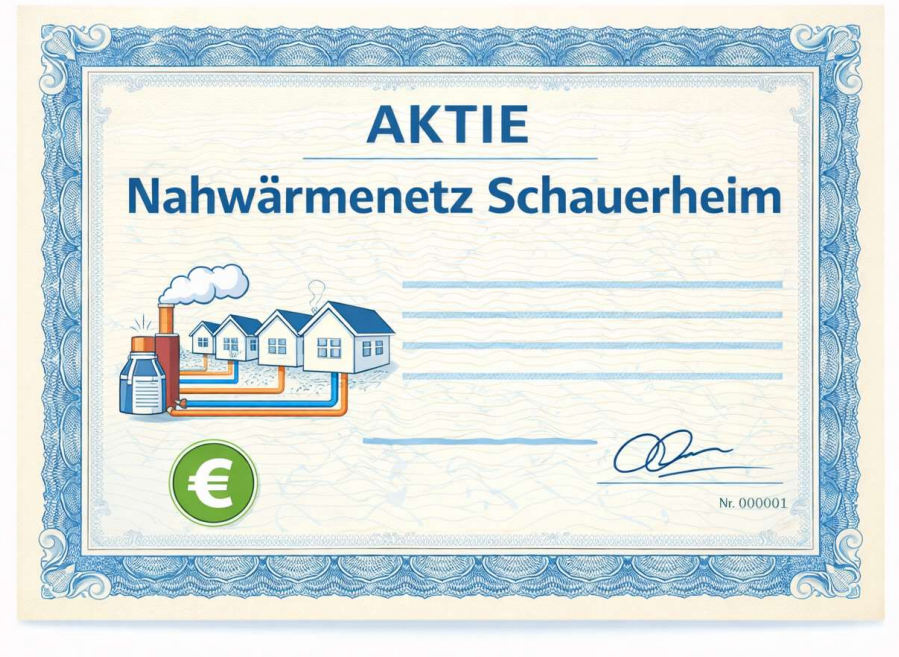 AKTIE
Nahwärmenetz Schauerheim
€
Nr. 000001